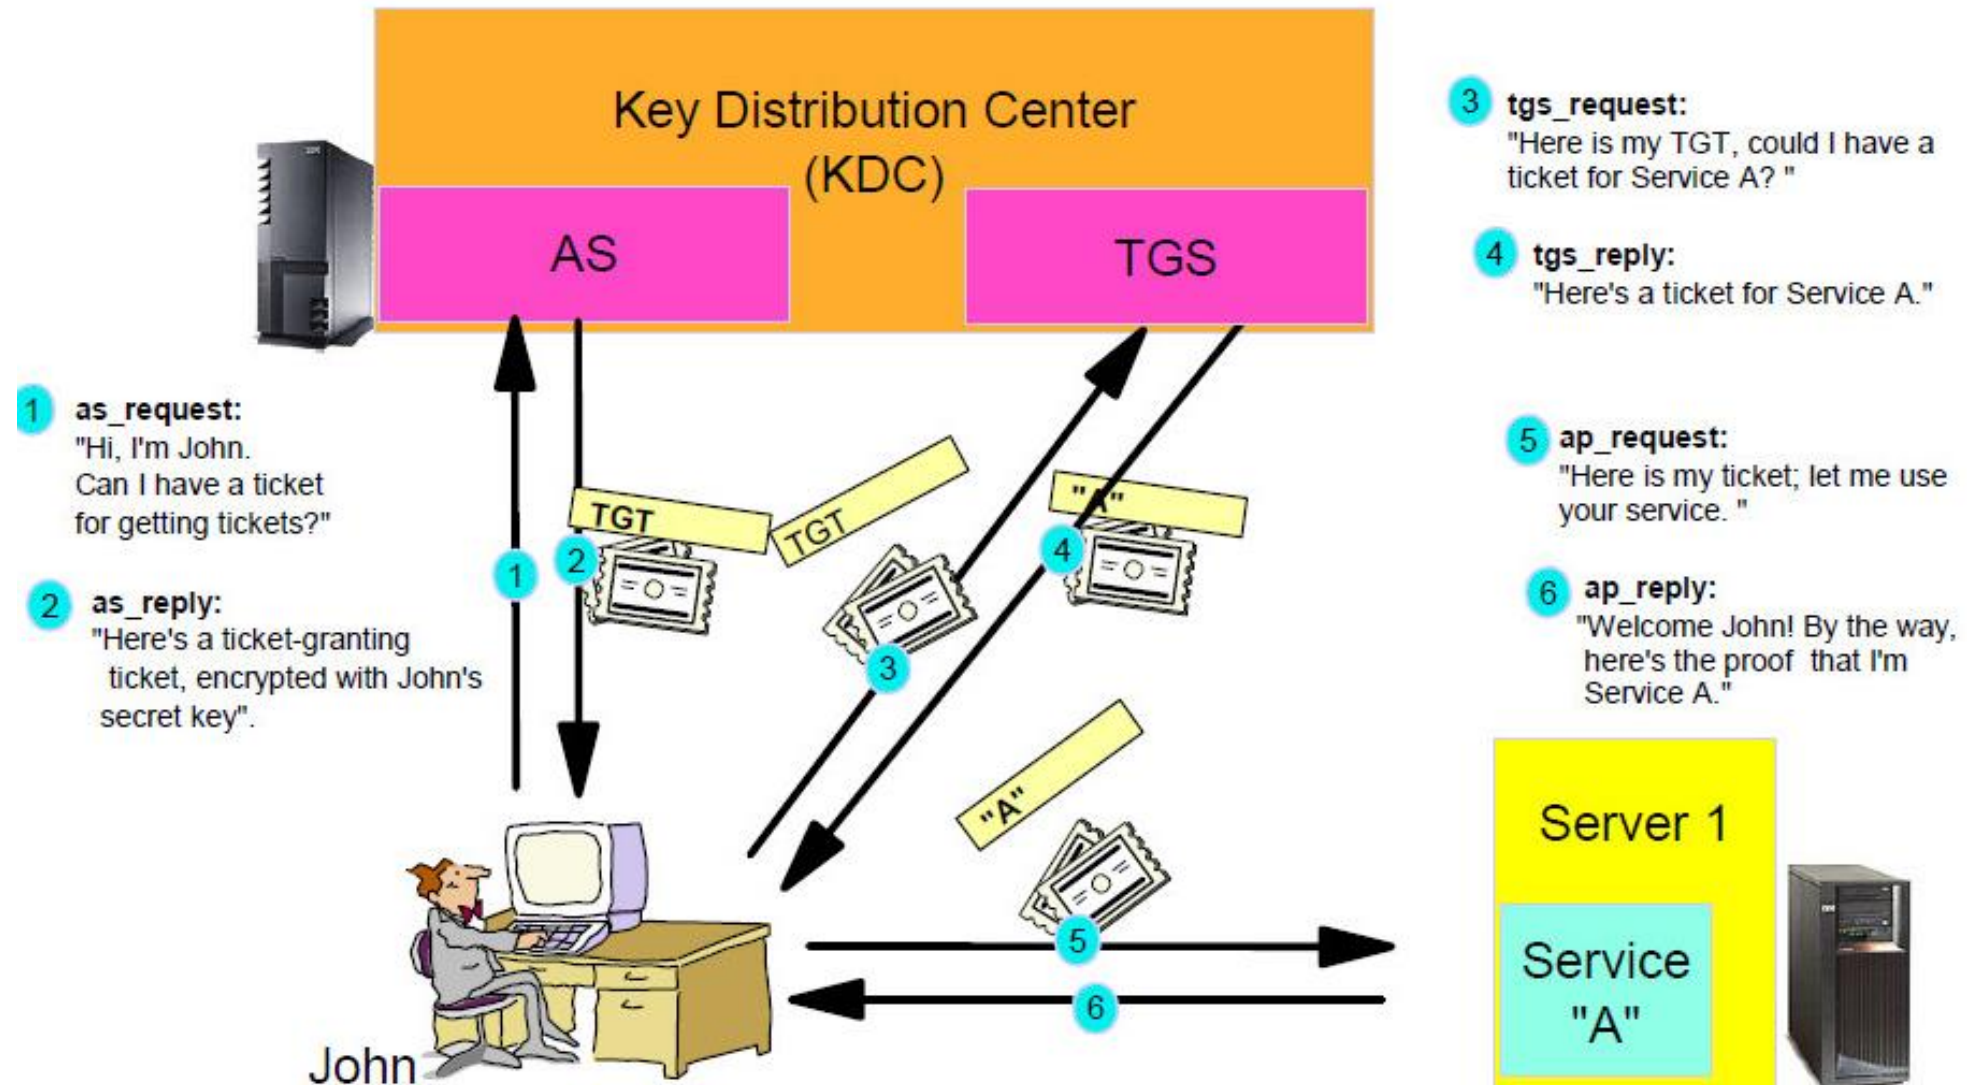 Key Distribution Center
(KDC)
AS
TGS
1 as_request:
"Hi, I'm John.
Can I have a ticket
for getting tickets?"
2 as_reply:
"Here's a ticket-granting
ticket, encrypted with John's
secret key".
3 tgs_request:
"Here is my TGT, could I have a
ticket for Service A? "
4 tgs_reply:
"Here's a ticket for Service A."
5 ap_request:
"Here is my ticket; let me use
your service. "
6 ap_reply:
"Welcome John! By the way,
here's the proof that I'm
Service A."
1
TGT
2
TGT
3
"A"
4
"A"
5
6
John
Server 1
Service
"A"
IBM